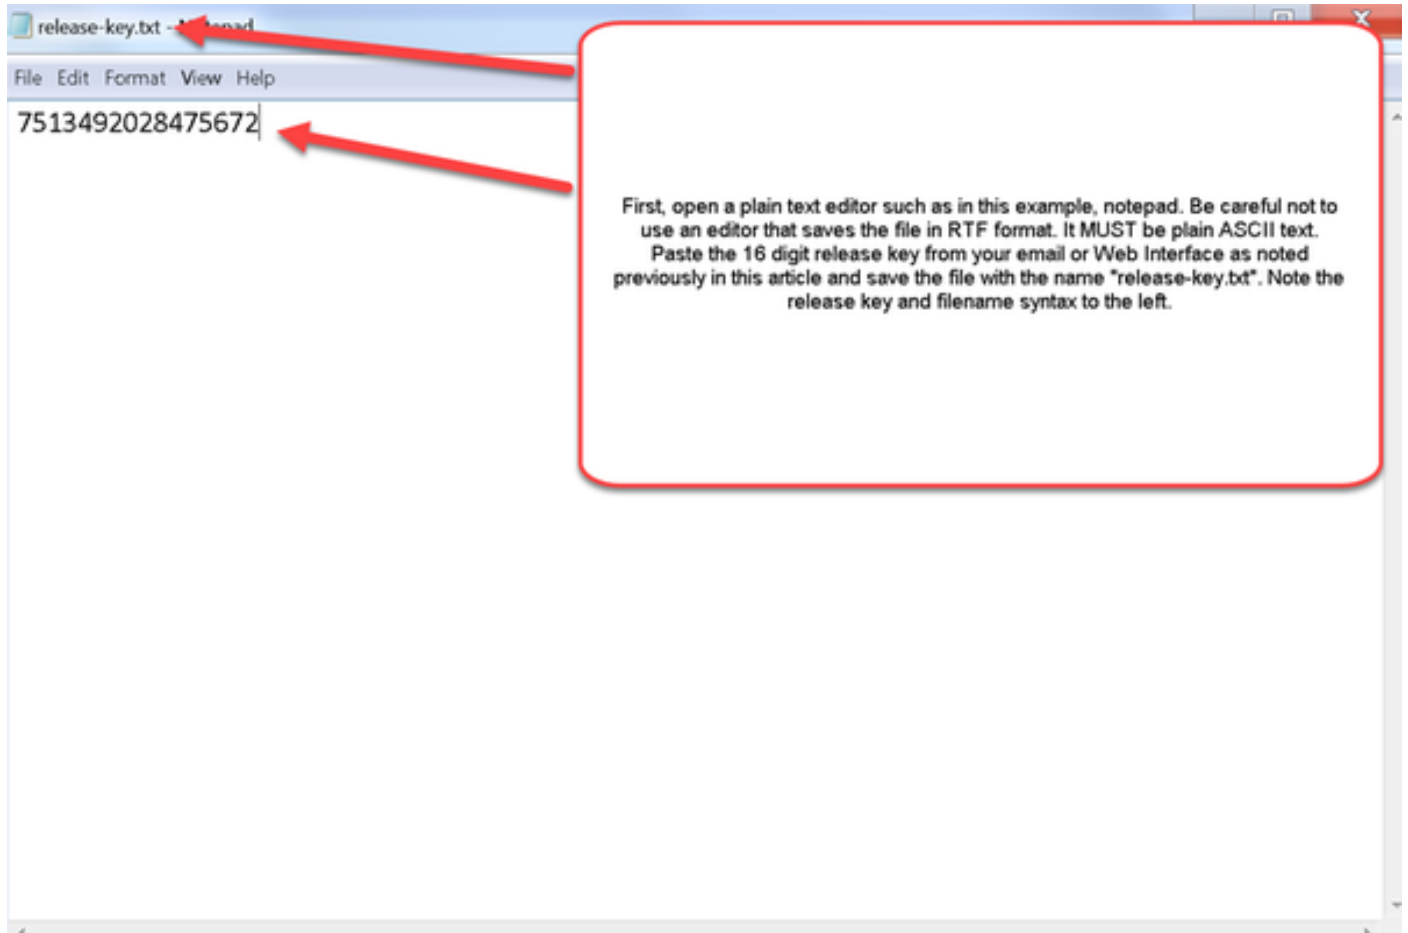 release-key.txt - Notepad
File Edit Format View Help
7513492028475672
First, open a plain text editor such as in this example, notepad. Be careful not to
use an editor that saves the file in RTF format. It MUST be plain ASCII text.
Paste the 16 digit release key from your email or Web Interface as noted
previously in this article and save the file with the name "release-key.txt". Note the
release key and filename syntax to the left.